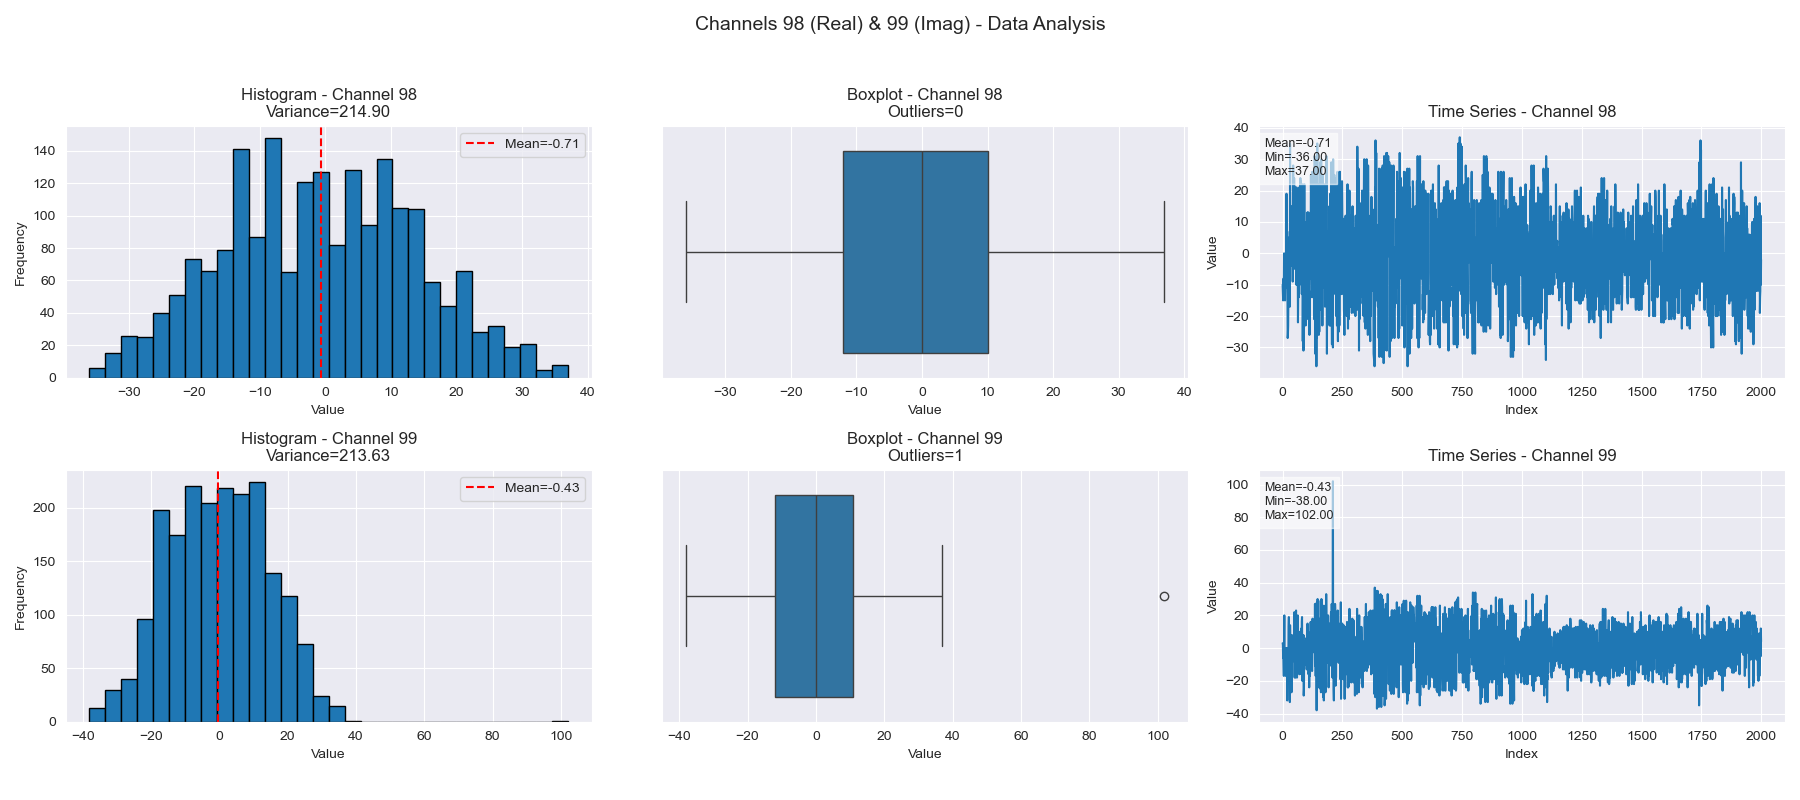 Channels 98 (Real) & 99 (Imag) - Data Analysis
Histogram - Channel 98
Variance=214.90
Mean=-0.71
Frequency
0
20
40
60
80
100
120
140
−30 −20 −10 0 10 20 30 40
Value
Boxplot - Channel 98
Outliers=0
−30 −20 −10 0 10 20 30 40
Value
Time Series - Channel 98
Mean=-0.71
Min=-36.00
Max=37.00
Value
40
30
20
10
0
−10
−20
−30
0 250 500 750 1000 1250 1500 1750 2000
Index
Histogram - Channel 99
Variance=213.63
Mean=-0.43
Frequency
200
150
100
50
0
−40 −20 0 20 40 60 80 100
Value
Boxplot - Channel 99
Outliers=1
−40 −20 0 20 40 60 80 100
Value
Time Series - Channel 99
Mean=-0.43
Min=-38.00
Max=102.00
Value
100
80
60
40
20
0
−20
−40
0 250 500 750 1000 1250 1500 1750 2000
Index